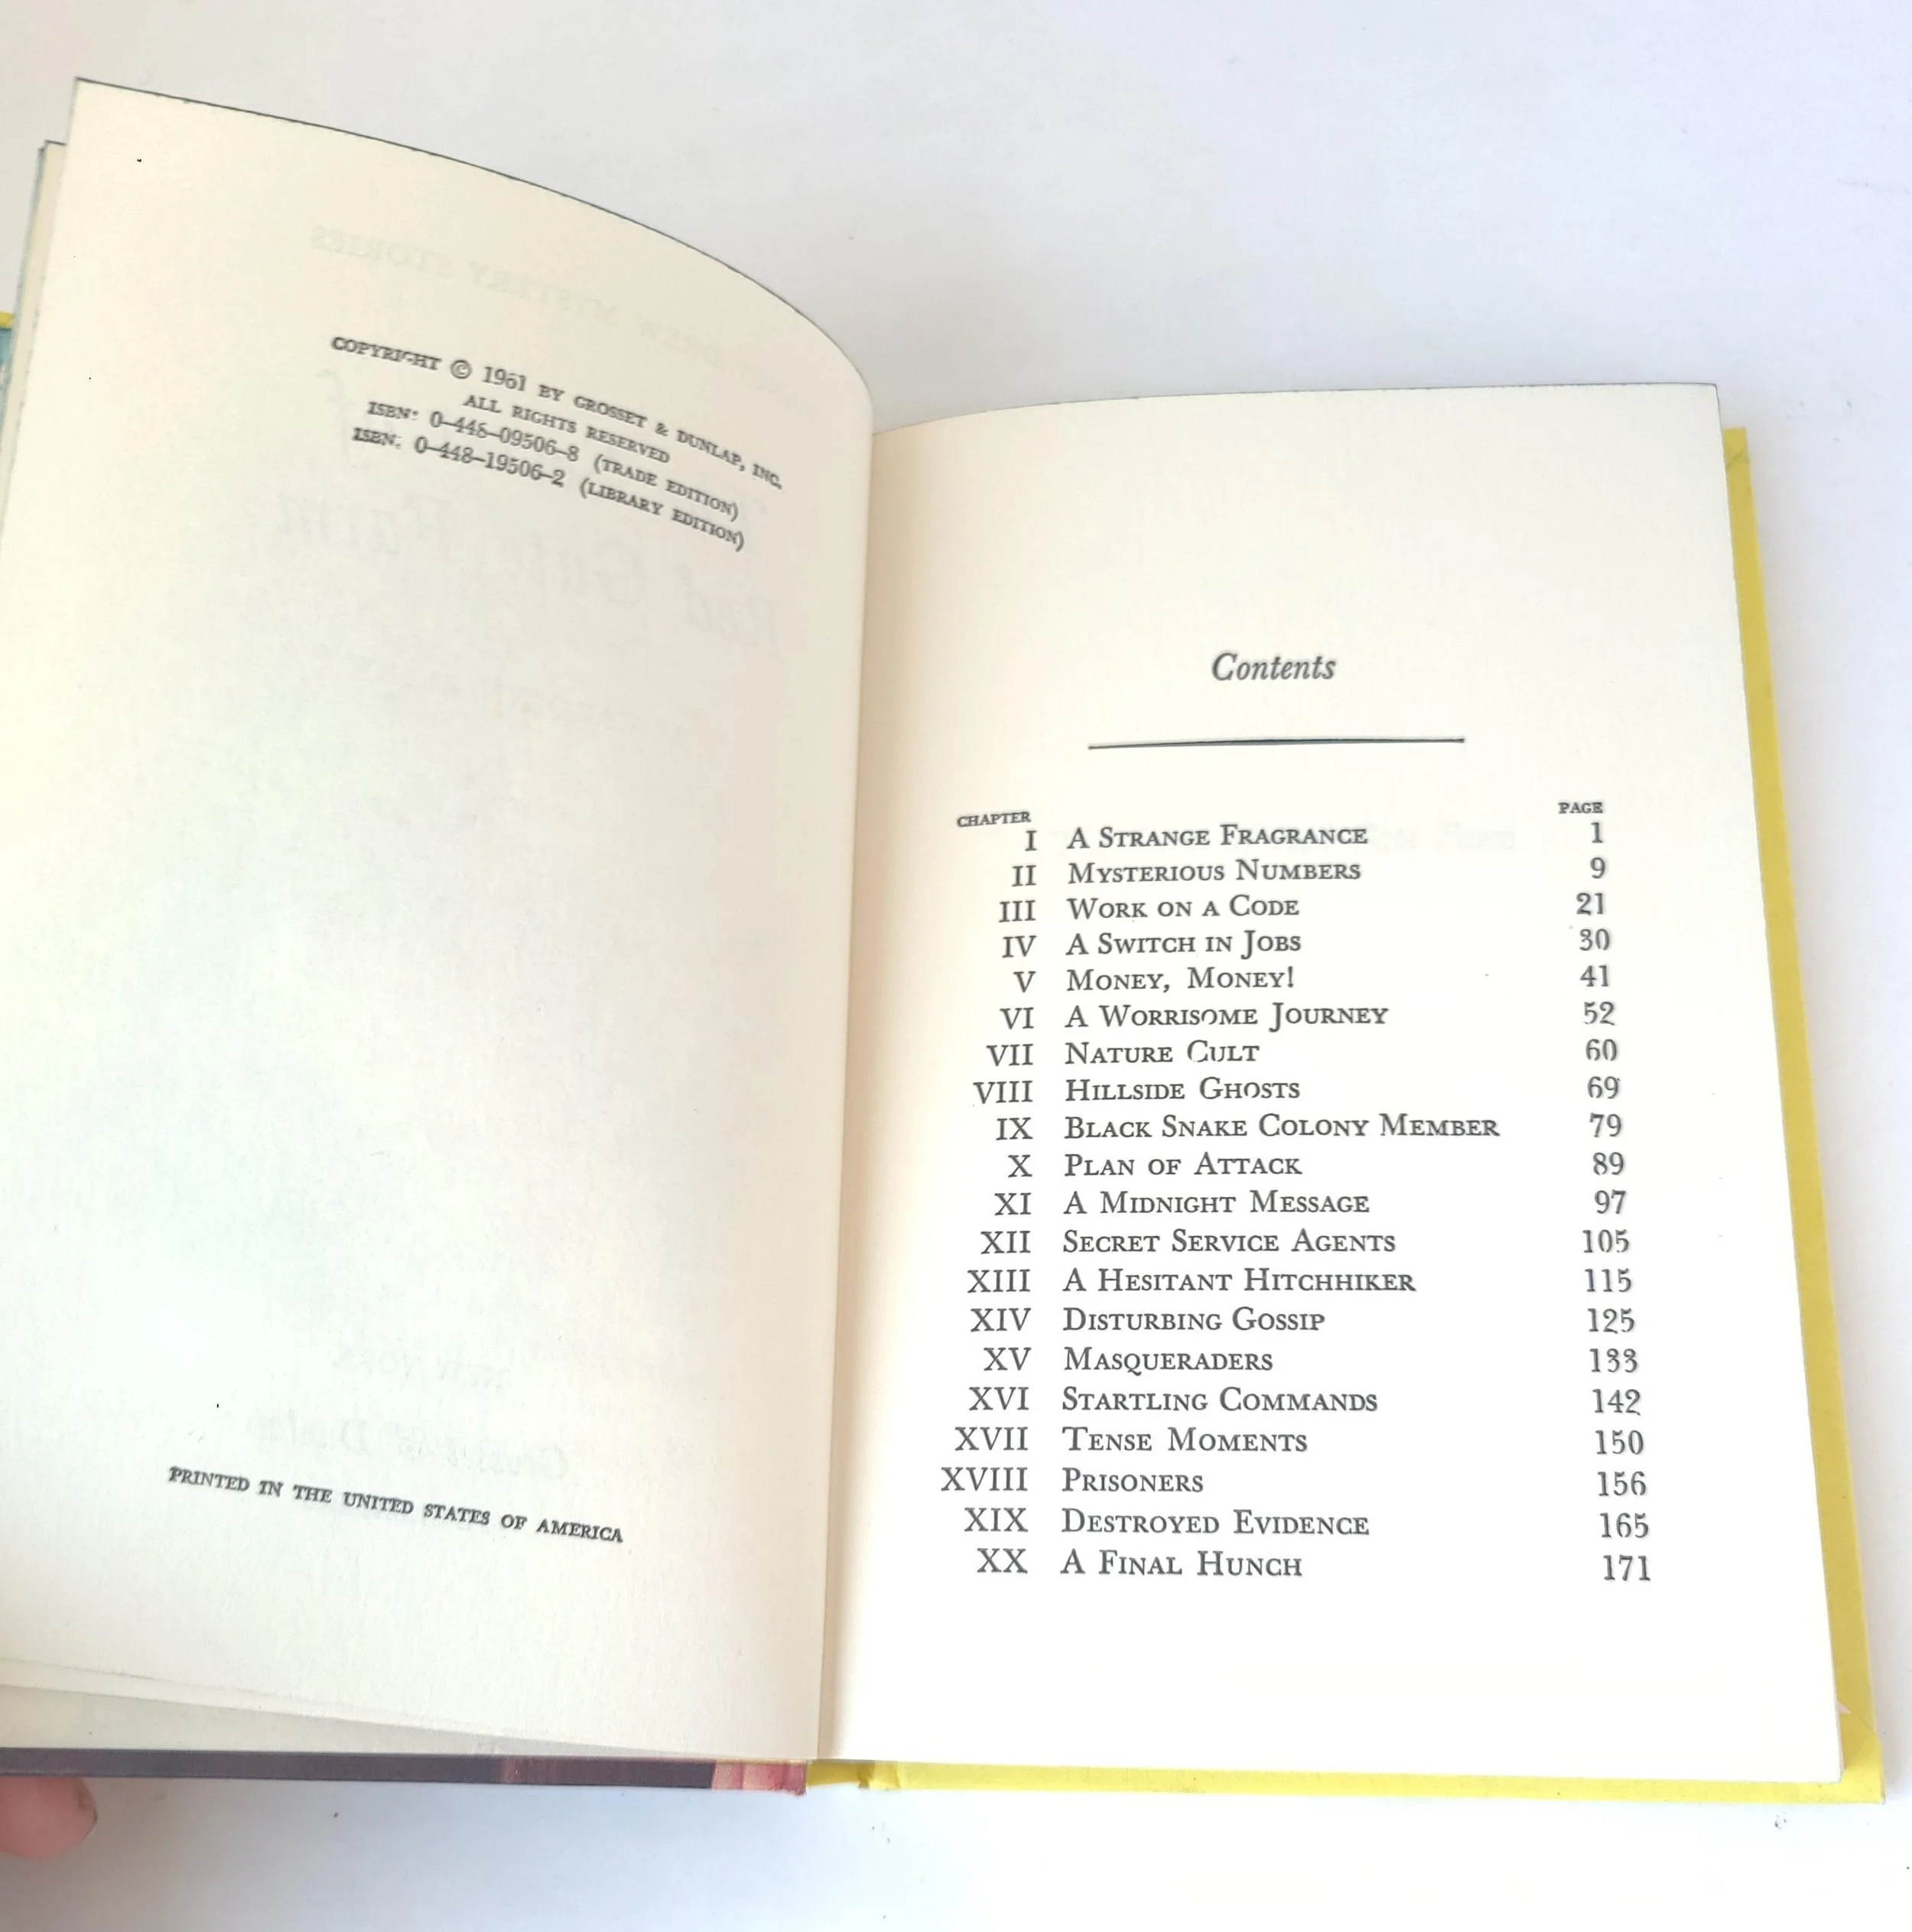 COPYRIGHT © 1961 BY GROSSET & DUNLAP, INC.
ALL RIGHTS RESERVED
ISBN: 0-448-09506-8 (TRADE EDITION)
ISBN: 0-448-19506-2 (LIBRARY EDITION)
PRINTED IN THE UNITED STATES OF AMERICA
Contents
CHAPTER PAGE
I A STRANGE FRAGRANCE 1
II MYSTERIOUS NUMBERS 9
III WORK ON A CODE 21
IV A SWITCH IN JOBS 30
V MONEY, MONEY! 41
VI A WORRISOME JOURNEY 52
VII NATURE CULT 60
VIII HILLSIDE GHOSTS 69
IX BLACK SNAKE COLONY MEMBER 79
X PLAN OF ATTACK 89
XI A MIDNIGHT MESSAGE 97
XII SECRET SERVICE AGENTS 105
XIII A HESITANT HITCHHIKER 115
XIV DISTURBING GOSSIP 125
XV MASQUERADERS 133
XVI STARTLING COMMANDS 142
XVII TENSE MOMENTS 150
XVIII PRISONERS 156
XIX DESTROYED EVIDENCE 165
XX A FINAL HUNCH 171